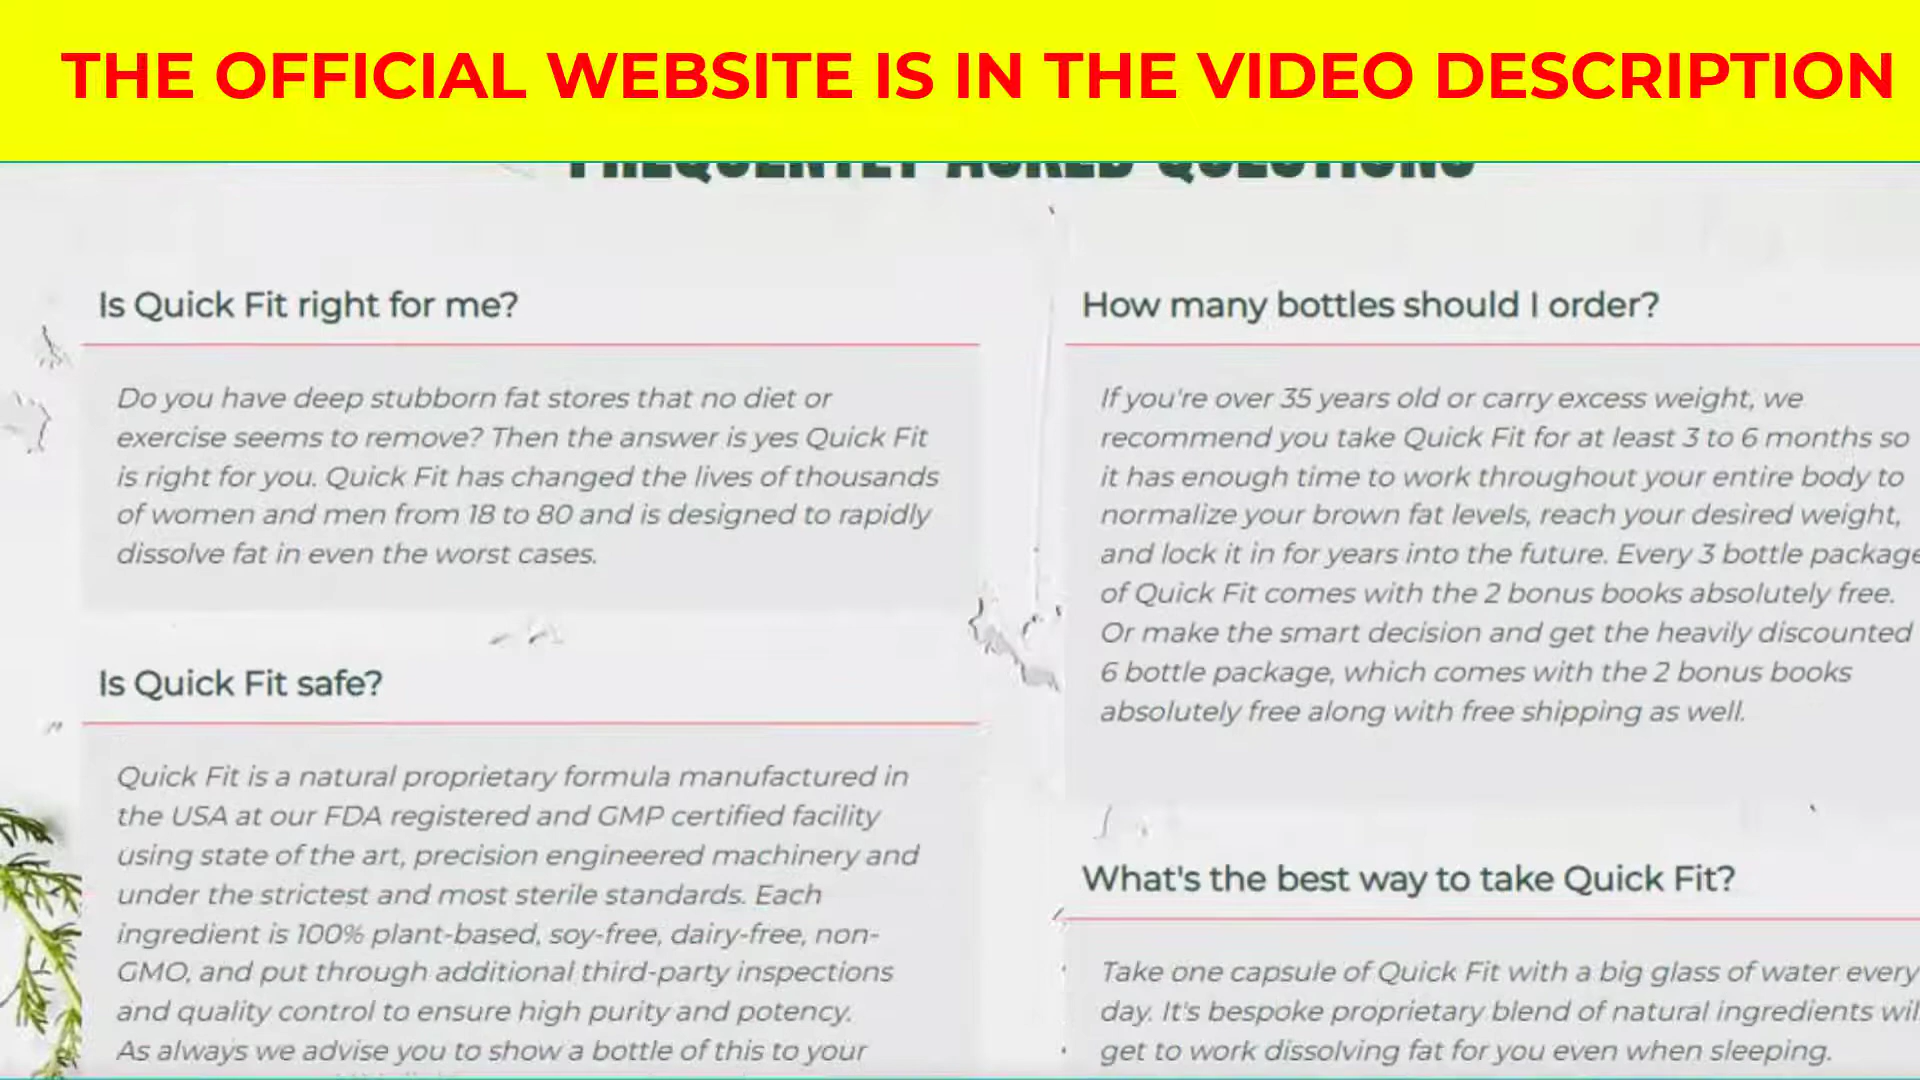 THE OFFICIAL WEBSITE IS IN THE VIDEO DESCRIPTION
FREQUENTLY ASKED QUESTIONS
Is Quick Fit right for me?
Do you have deep stubborn fat stores that no diet or
exercise seems to remove? Then the answer is yes Quick Fit
is right for you. Quick Fit has changed the lives of thousands
of women and men from 18 to 80 and is designed to rapidly
dissolve fat in even the worst cases.
Is Quick Fit safe?
Quick Fit is a natural proprietary formula manufactured in
the USA at our FDA registered and GMP certified facility
using state of the art, precision engineered machinery and
under the strictest and most sterile standards. Each
ingredient is 100% plant-based, soy-free, dairy-free, non-
GMO, and put through additional third-party inspections
and quality control to ensure high purity and potency.
As always we advise you to show a bottle of this to your
How many bottles should I order?
If you're over 35 years old or carry excess weight, we
recommend you take Quick Fit for at least 3 to 6 months so
it has enough time to work throughout your entire body to
normalize your brown fat levels, reach your desired weight,
and lock it in for years into the future. Every 3 bottle package
of Quick Fit comes with the 2 bonus books absolutely free.
Or make the smart decision and get the heavily discounted
6 bottle package, which comes with the 2 bonus books
absolutely free along with free shipping as well.
What's the best way to take Quick Fit?
Take one capsule of Quick Fit with a big glass of water every
day. It's bespoke proprietary blend of natural ingredients wil
get to work dissolving fat for you even when sleeping.